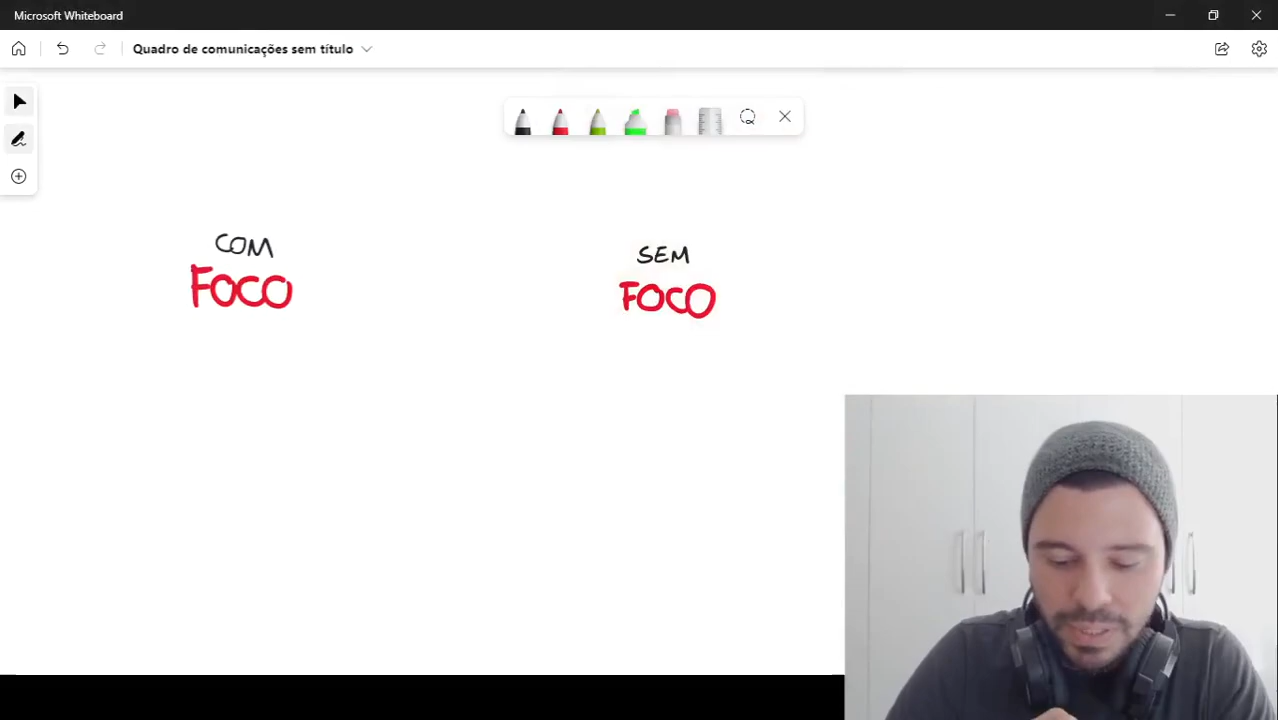 Microsoft Whiteboard
Quadro de comunicações sem título
COM
FOCO
SEM
FOCO